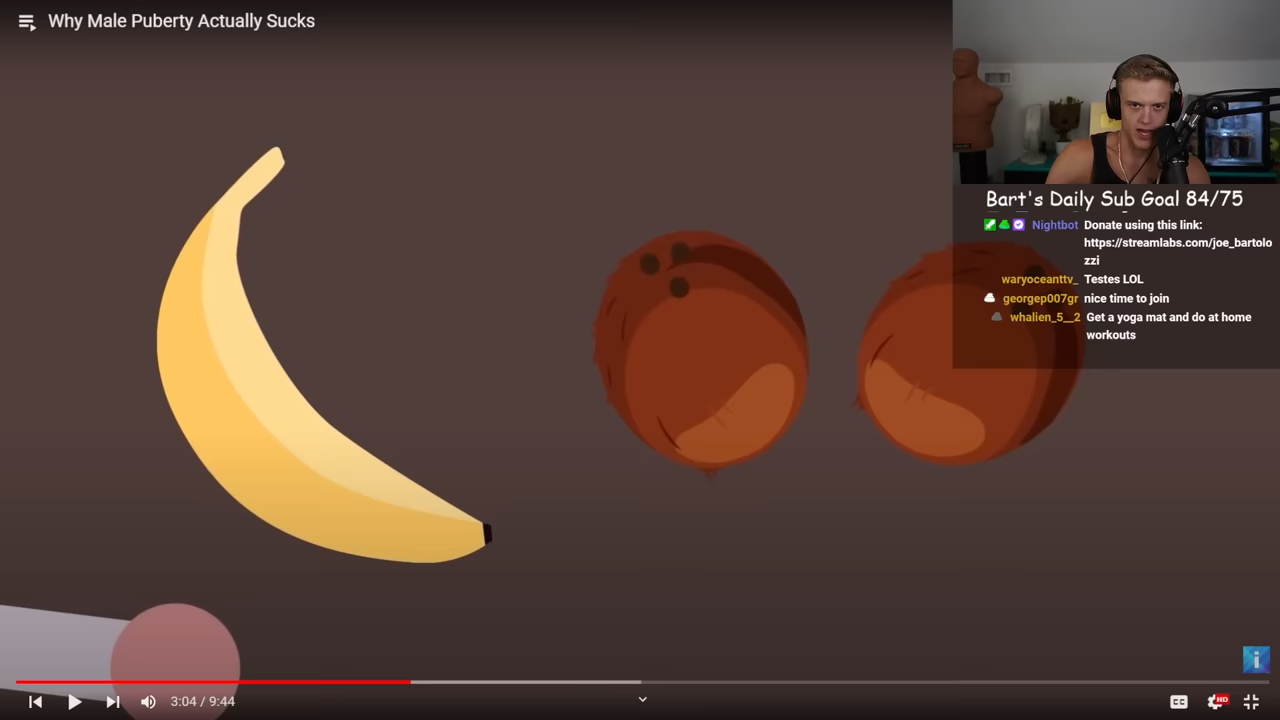 Why Male Puberty Actually Sucks
Bart's Daily Sub Goal 84/75
Nightbot Donate using this link:
https://streamlabs.com/joe_bartolo
zzi
waryoceanttv_ Testes LOL
georgep007gr nice time to join
whalien_5__2 Get a yoga mat and do at home
workouts
3:04 / 9:44
CC
HD